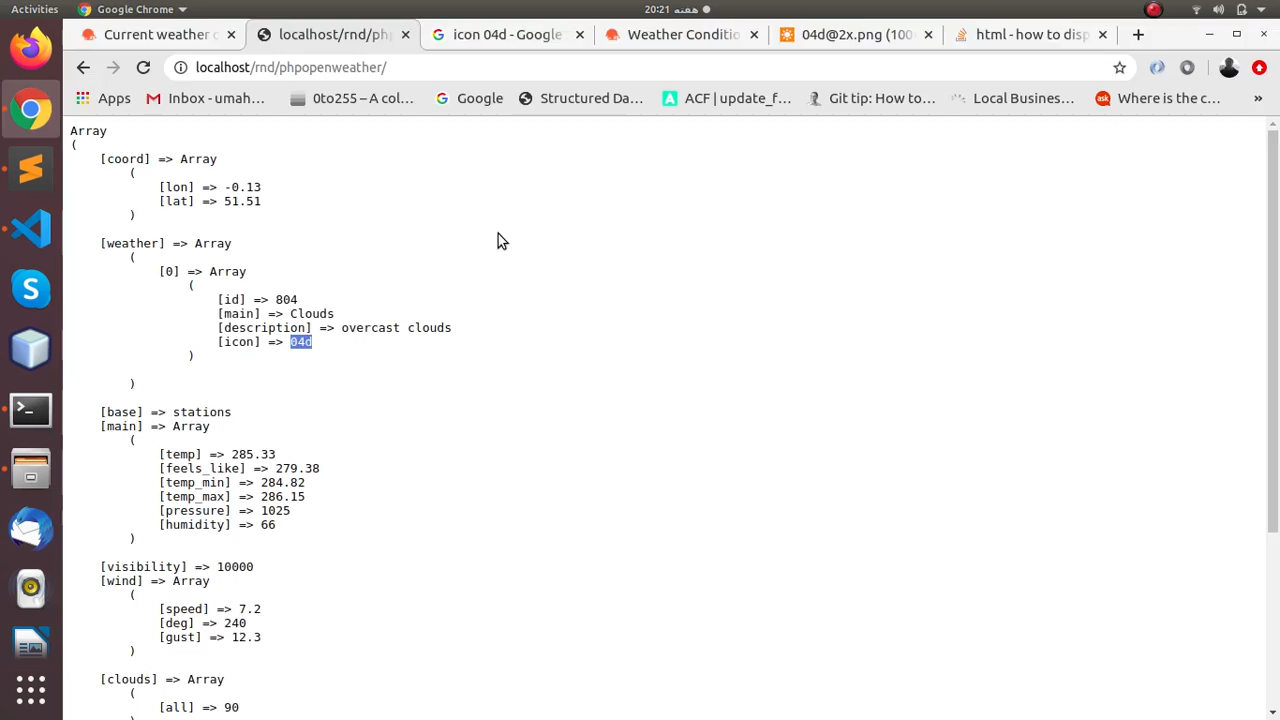 Activities
Google Chrome
هفته 20:21
Current weather
localhost/rnd/ph
icon 04d - Google
Weather Conditio
04d@2x.png (100
html - how to disp
localhost/rnd/phpopenweather/
Apps
Inbox - umah...
0to255 – A col...
Google
Structured Da...
ACF | update_f...
Git tip: How to...
Local Business...
ask
Where is the c...
»
Array
(
[coord] => Array
(
[lon] => -0.13
[lat] => 51.51
)
[weather] => Array
(
[0] => Array
(
[id] => 804
[main] => Clouds
[description] => overcast clouds
[icon] => 04d
)
)
[base] => stations
[main] => Array
(
[temp] => 285.33
[feels_like] => 279.38
[temp_min] => 284.82
[temp_max] => 286.15
[pressure] => 1025
[humidity] => 66
)
[visibility] => 10000
[wind] => Array
(
[speed] => 7.2
[deg] => 240
[gust] => 12.3
)
[clouds] => Array
(
[all] => 90
)